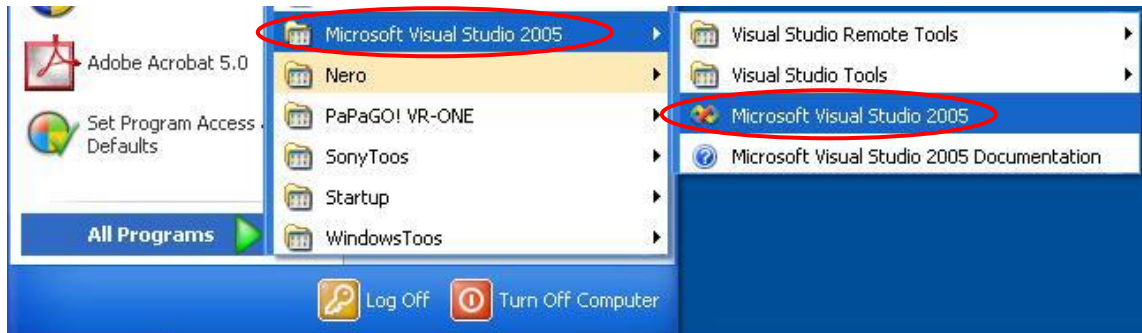 Adobe Acrobat 5.0
Set Program Access
Defaults
All Programs
Microsoft Visual Studio 2005
Nero
PaPaGO! VR-ONE
SonyToos
Startup
WindowsToos
Visual Studio Remote Tools
Visual Studio Tools
Microsoft Visual Studio 2005
Microsoft Visual Studio 2005 Documentation
Log Off
Turn Off Computer